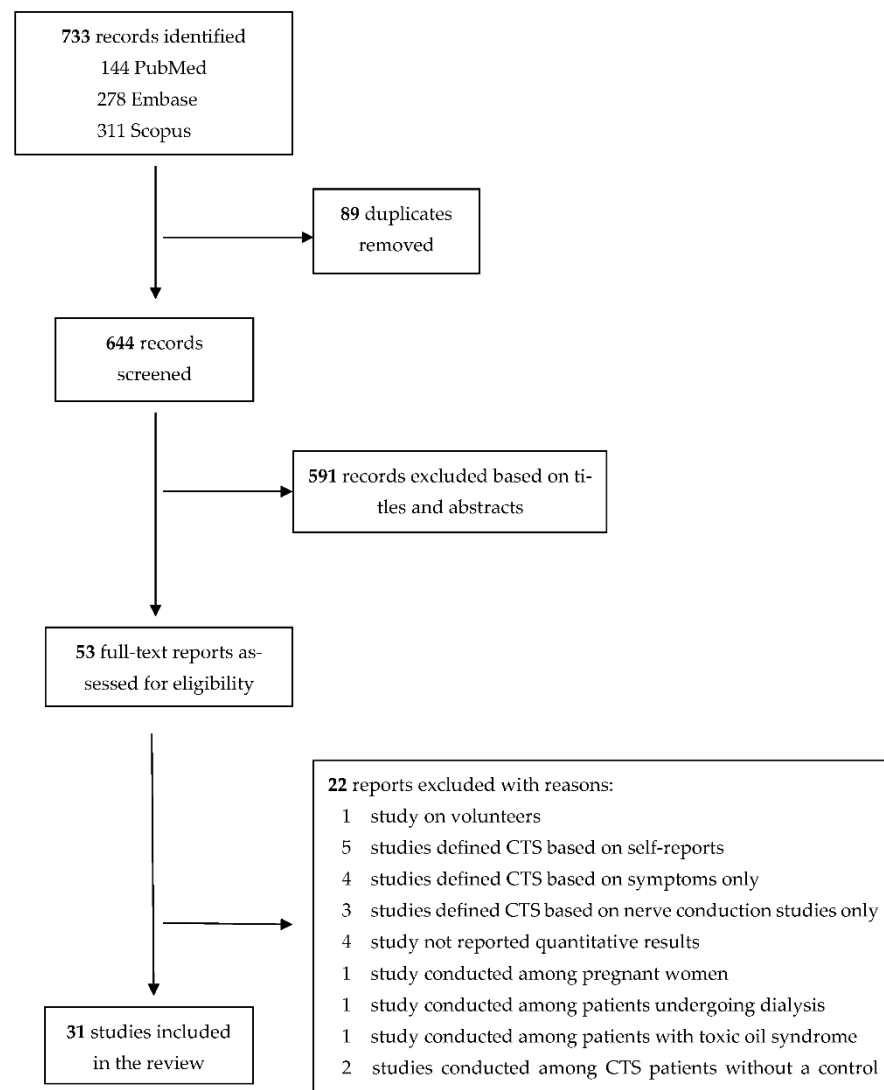 733 records identified
144 PubMed
278 Embase
311 Scopus
89 duplicates
removed
644 records
screened
591 records excluded based on ti-
tles and abstracts
53 full-text reports as-
sessed for eligibility
22 reports excluded with reasons:
1 study on volunteers
5 studies defined CTS based on self-reports
4 studies defined CTS based on symptoms only
3 studies defined CTS based on nerve conduction studies only
4 study not reported quantitative results
1 study conducted among pregnant women
1 study conducted among patients undergoing dialysis
1 study conducted among patients with toxic oil syndrome
2 studies conducted among CTS patients without a control
31 studies included
in the review